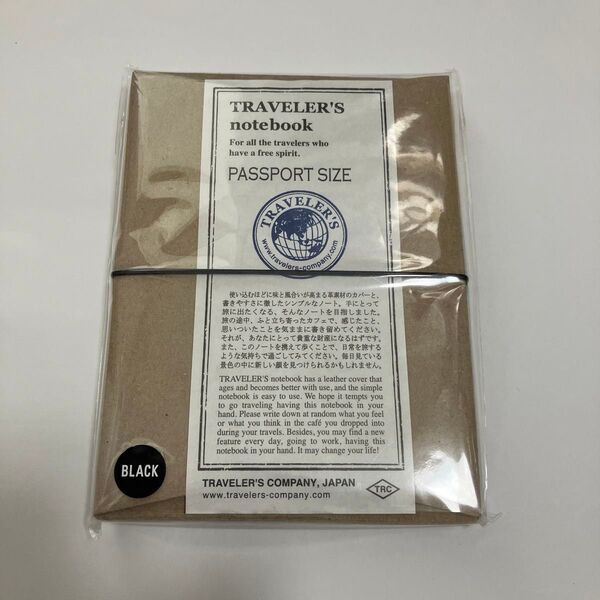 TRAVELER'S
notebook
For all the travelers who
have a free spirit.
PASSPORT SIZE
TRAVELER'S
www.travelers-company.com
使い込むほどに味と風合いが高まる革素材のカバーと、
書きやすさに徹したシンプルなノート。手にとって
旅に出たくなる、そんなノートを目指しました。
旅の途中、ふと立ち寄ったカフェで、感じたこと、
思いついたことを気ままに書き留めてください。
それが、あなたにとって貴重な財産になるはずです。
また、このノートを携えて歩くことで、日常を旅する
ような気持ちで過ごしてみてください。毎日見ている
景色の中に新しい顔を見つけられるかもしれません。
TRAVELER'S notebook has a leather cover that
ages and becomes better with use, and the simple
notebook is easy to use. We hope it tempts you
to go traveling having this notebook in your
hand. Please write down at random what you feel
or what you think in the café you dropped into
during your travels. Besides, you may find a new
feature every day, going to work, having this
notebook in your hand. It may change your life!
BLACK
TRAVELER'S COMPANY, JAPAN
www.travelers-company.com
TRC